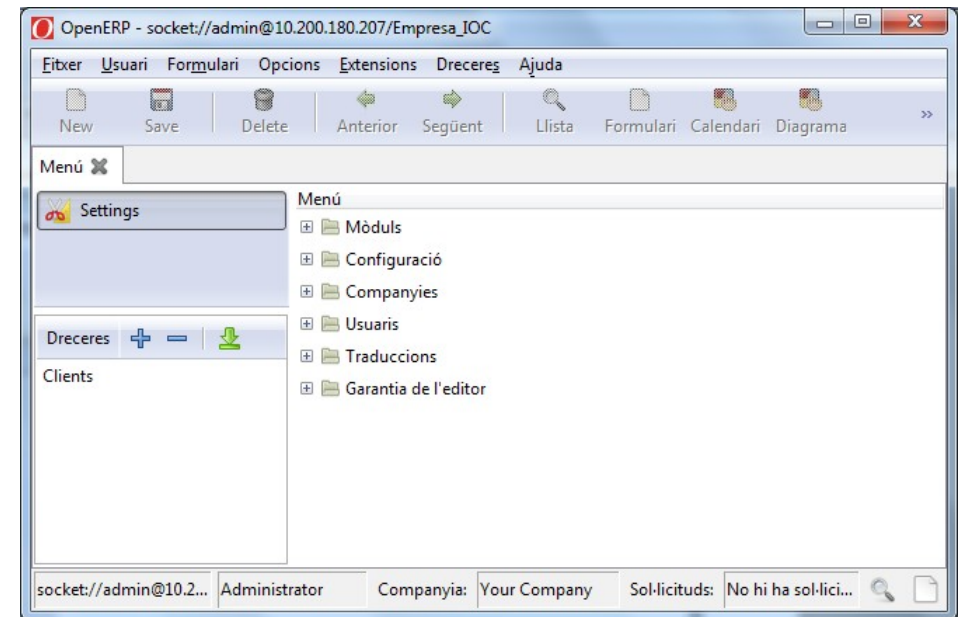 OpenERP - socket://admin@10.200.180.207/Empresa_IOC
Fitxer Usuari Formulari Opcions Extensions Dreceres Ajuda
New Save Delete Anterior Següent Llista Formulari Calendari Diagrama »
Menú
Settings
Menú
Mòduls
Configuració
Companyies
Usuaris
Traduccions
Garantia de l'editor
Dreceres
Clients
socket://admin@10.2... Administrator Companyia: Your Company Sol·licituds: No hi ha sol·lici...